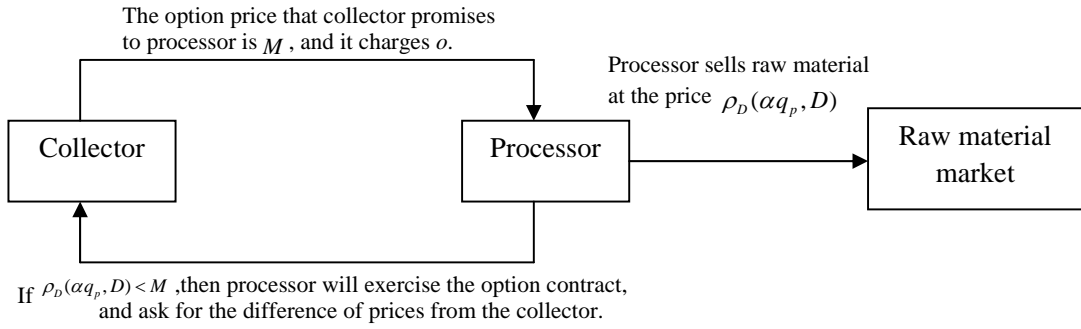 The option price that collector promises
to processor is M , and it charges o.
Processor sells raw material
at the price ρ_D(αq_p, D)
Collector
Processor
Raw material
market
If ρ_D(αq_p, D) < M ,then processor will exercise the option contract,
and ask for the difference of prices from the collector.